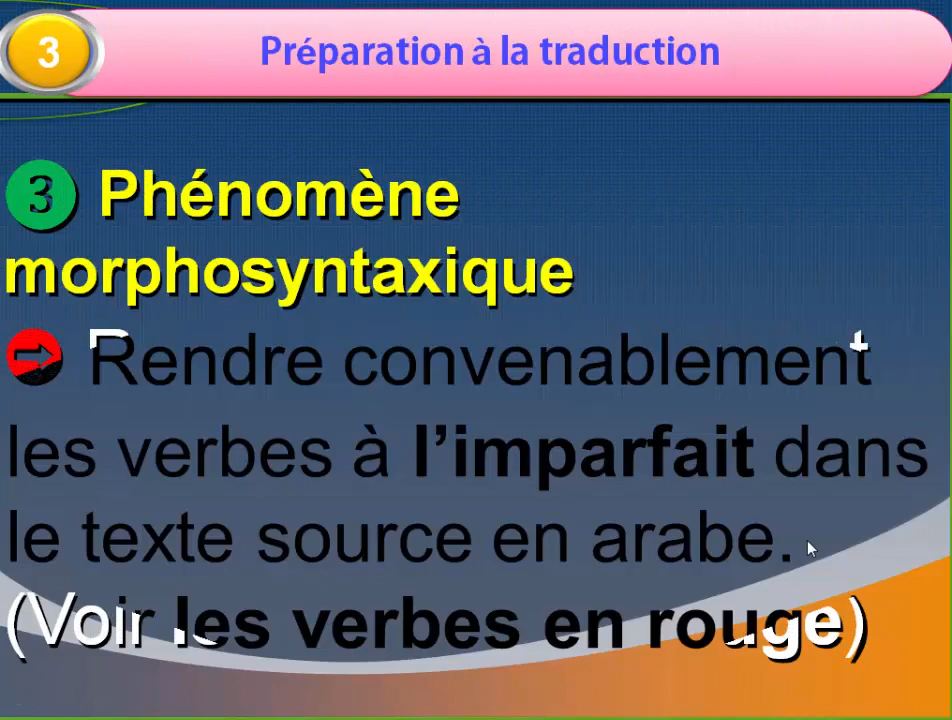 3
Préparation à la traduction
3 Phénomène
morphosyntaxique
➩ Rendre convenablement
les verbes à l’imparfait dans
le texte source en arabe.
(Voir les verbes en rouge)